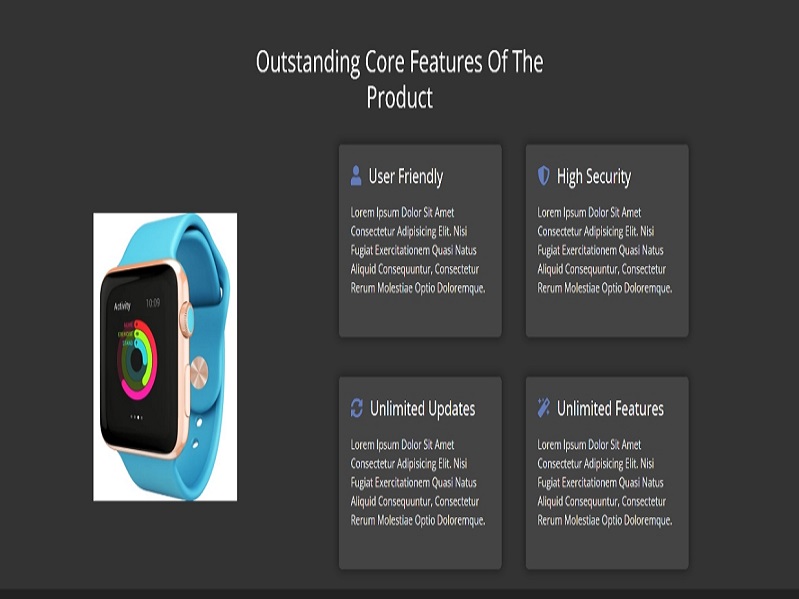 Outstanding Core Features Of The
Product
User Friendly
Lorem Ipsum Dolor Sit Amet
Consectetur Adipisicing Elit. Nisi
Fugiat Exercitationem Quasi Natus
Aliquid Consequuntur, Consectetur
Rerum Molestiae Optio Doloremque.
High Security
Lorem Ipsum Dolor Sit Amet
Consectetur Adipisicing Elit. Nisi
Fugiat Exercitationem Quasi Natus
Aliquid Consequuntur, Consectetur
Rerum Molestiae Optio Doloremque.
Activity 10:09
Unlimited Updates
Lorem Ipsum Dolor Sit Amet
Consectetur Adipisicing Elit. Nisi
Fugiat Exercitationem Quasi Natus
Aliquid Consequuntur, Consectetur
Rerum Molestiae Optio Doloremque.
Unlimited Features
Lorem Ipsum Dolor Sit Amet
Consectetur Adipisicing Elit. Nisi
Fugiat Exercitationem Quasi Natus
Aliquid Consequuntur, Consectetur
Rerum Molestiae Optio Doloremque.